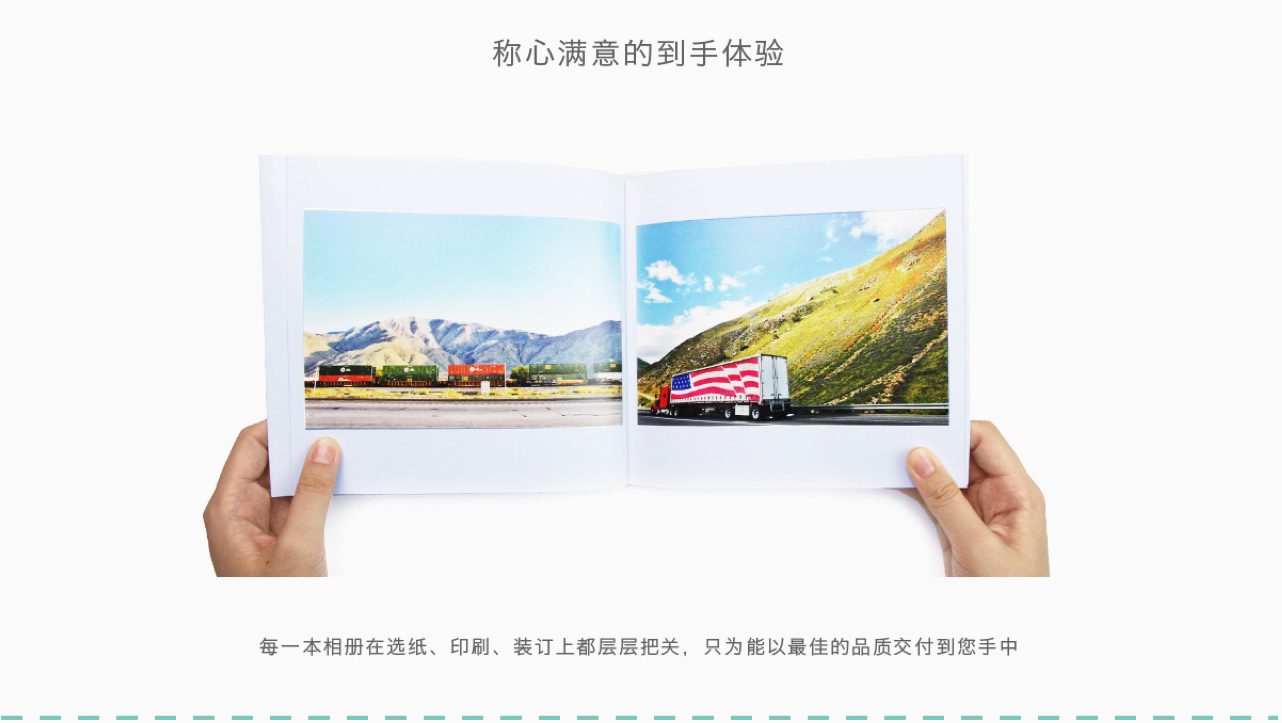 称心满意的到手体验
每一本相册在选纸、印刷、装订上都层层把关，只为能以最佳的品质交付到您手中